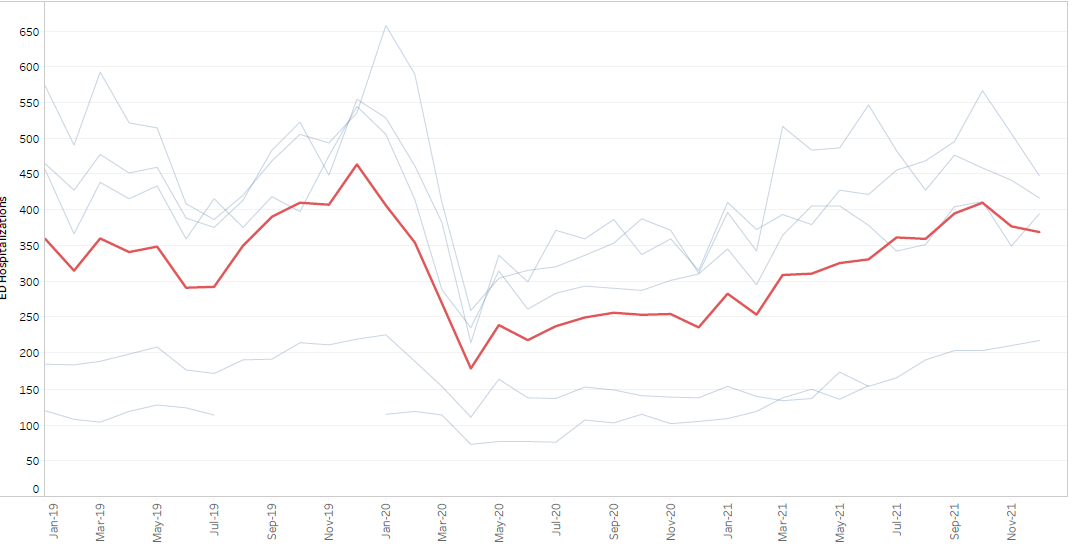 650
600
550
500
450
400
350
300
250
200
150
100
50
0
ED Hospitalizations
Jan-19
Mar-19
May-19
Jul-19
Sep-19
Nov-19
Jan-20
Mar-20
May-20
Jul-20
Sep-20
Nov-20
Jan-21
Mar-21
May-21
Jul-21
Sep-21
Nov-21